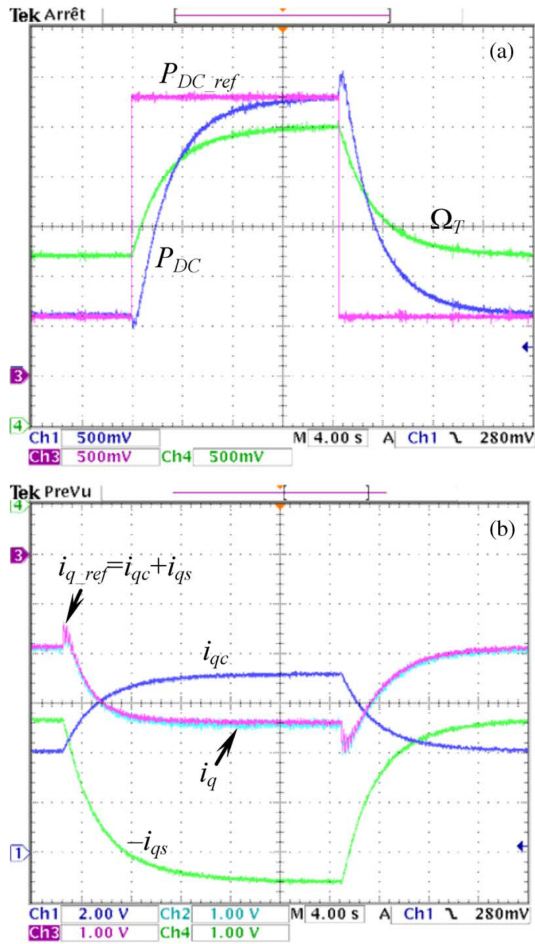 Tek Arrêt
(a)
P_DC_ref
Ω_T
P_DC
3
4
Ch1 500mV M 4.00 s A Ch1 280mV
Ch3 500mV Ch4 500mV
Tek PreVu
4
(b)
3
i_q_ref=i_qc+i_qs
i_qc
i_q
–i_qs
1
Ch1 2.00 V Ch2 1.00 V M 4.00 s A Ch1 280mV
Ch3 1.00 V Ch4 1.00 V